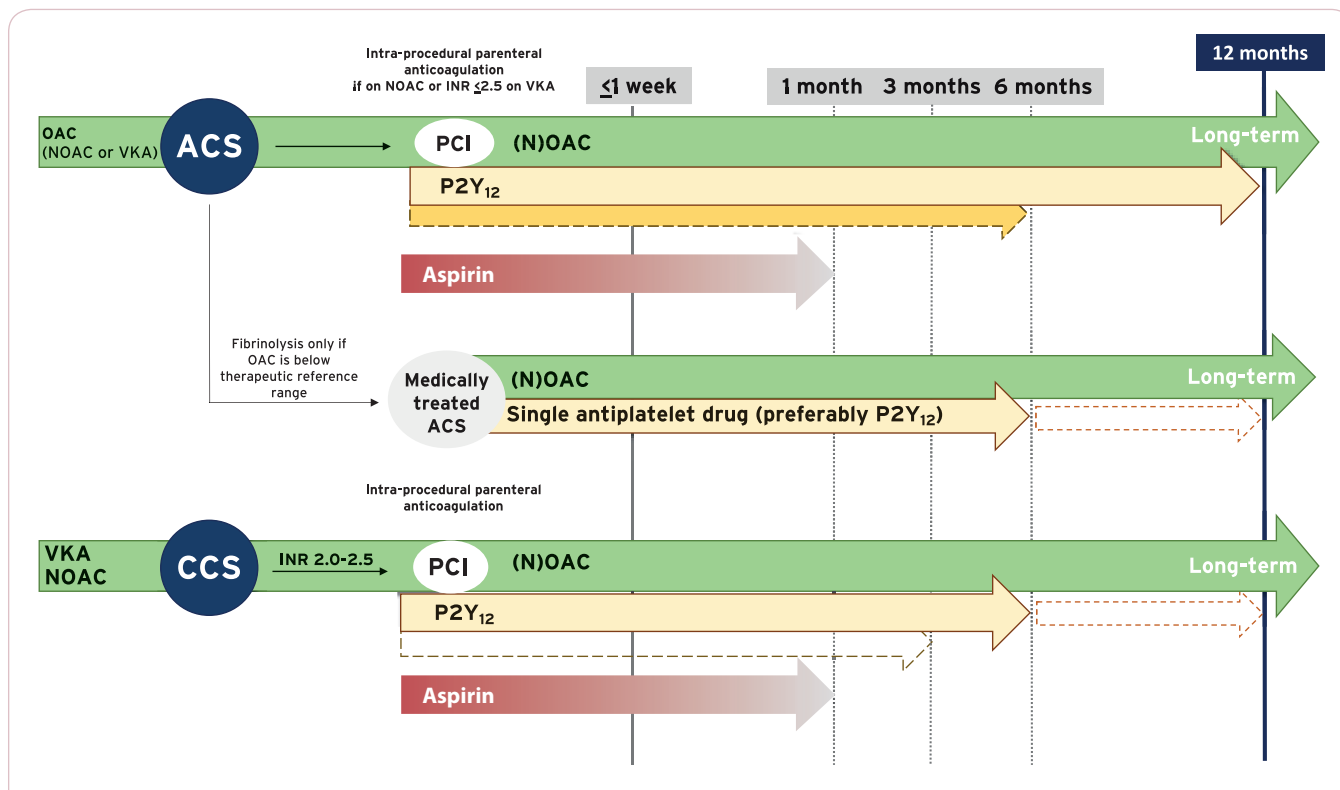 Intra-procedural parenteral
anticoagulation
if on NOAC or INR ≤2.5 on VKA
≤1 week
1 month
3 months
6 months
12 months
OAC
(NOAC or VKA)
ACS
PCI
(N)OAC
Long-term
P2Y₁₂
Aspirin
Fibrinolysis only if
OAC is below
therapeutic reference
range
Medically
treated
ACS
(N)OAC
Long-term
Single antiplatelet drug (preferably P2Y₁₂)
Intra-procedural parenteral
anticoagulation
VKA
NOAC
CCS
INR 2.0-2.5
PCI
(N)OAC
Long-term
P2Y₁₂
Aspirin